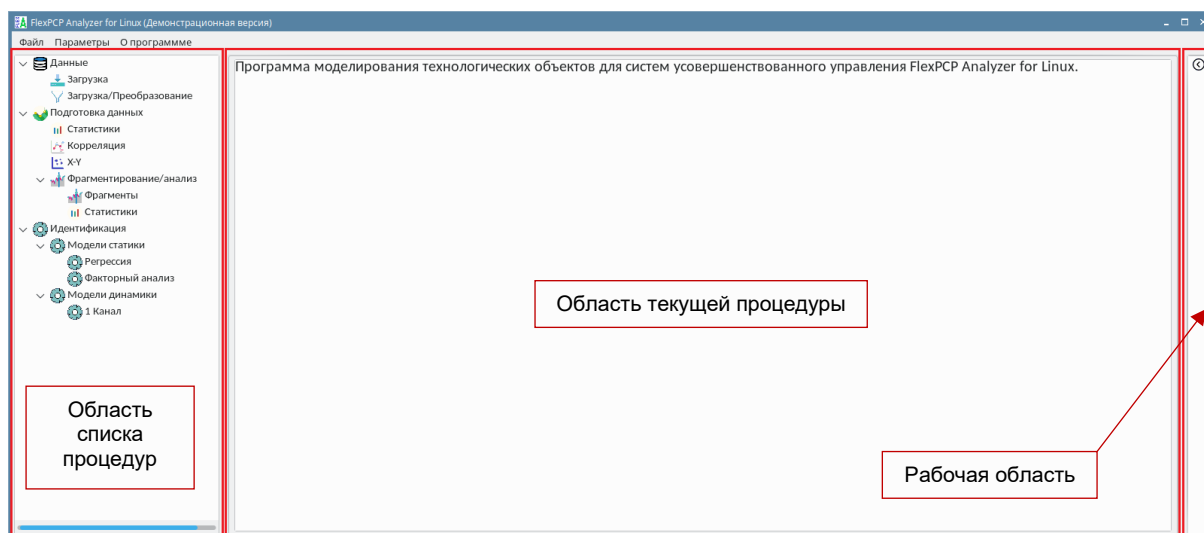 FlexPCP Analyzer for Linux (Демонстрационная версия)
Файл Параметры О программме
Данные
Загрузка
Загрузка/Преобразование
Подготовка данных
Статистики
Корреляция
X-Y
Фрагментирование/анализ
Фрагменты
Статистики
Идентификация
Модели статики
Регрессия
Факторный анализ
Модели динамики
1 Канал
Область
списка
процедур
Программа моделирования технологических объектов для систем усовершенствованного управления FlexPCP Analyzer for Linux.
Область текущей процедуры
Рабочая область